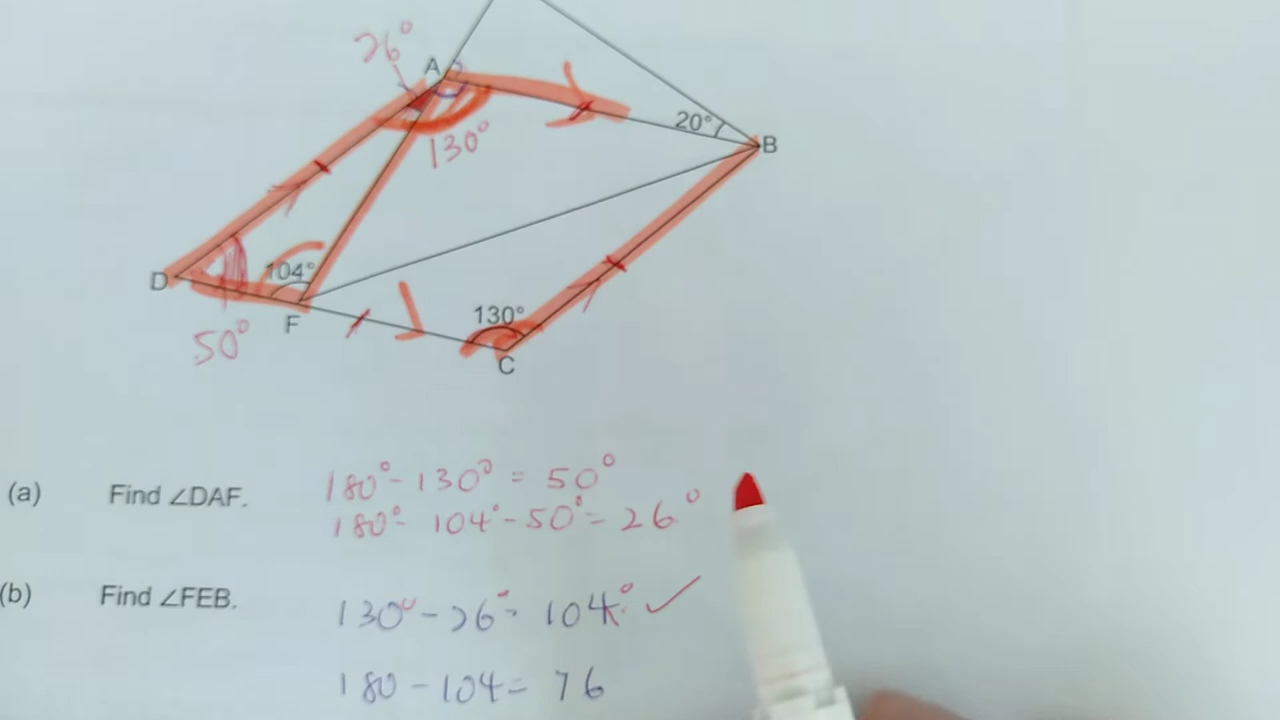 26°
A
130°
20°
B
D
104°
50°
F
130°
C
(a) Find ∠DAF. 180° - 130° = 50°
180° - 104° - 50° = 26°
(b) Find ∠FEB. 130° - 26° = 104°
180 - 104 = 76